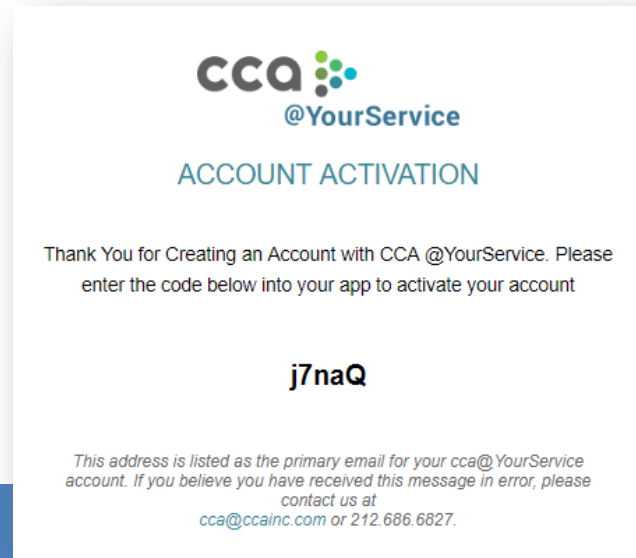 cca
@YourService
ACCOUNT ACTIVATION
Thank You for Creating an Account with CCA @YourService. Please
enter the code below into your app to activate your account
j7naQ
This address is listed as the primary email for your cca@YourService
account. If you believe you have received this message in error, please
contact us at
cca@ccainc.com or 212.686.6827.